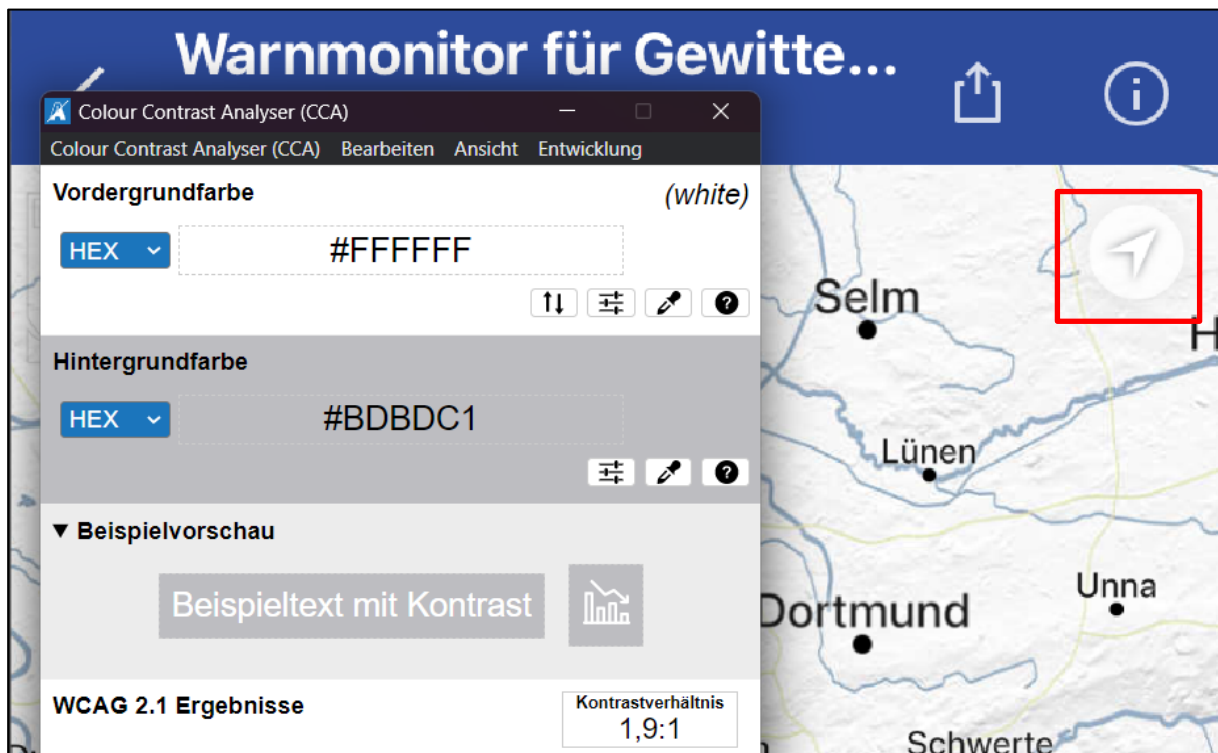 Warnmonitor für Gewitte...
Colour Contrast Analyser (CCA)
Colour Contrast Analyser (CCA) Bearbeiten Ansicht Entwicklung
Vordergrundfarbe (white)
HEX #FFFFFF
Hintergrundfarbe
HEX #BDBDC1
▼ Beispielvorschau
Beispieltext mit Kontrast
WCAG 2.1 Ergebnisse
Kontrastverhältnis
1,9:1
Selm
H
Lünen
Unna
Dortmund
Schwerte